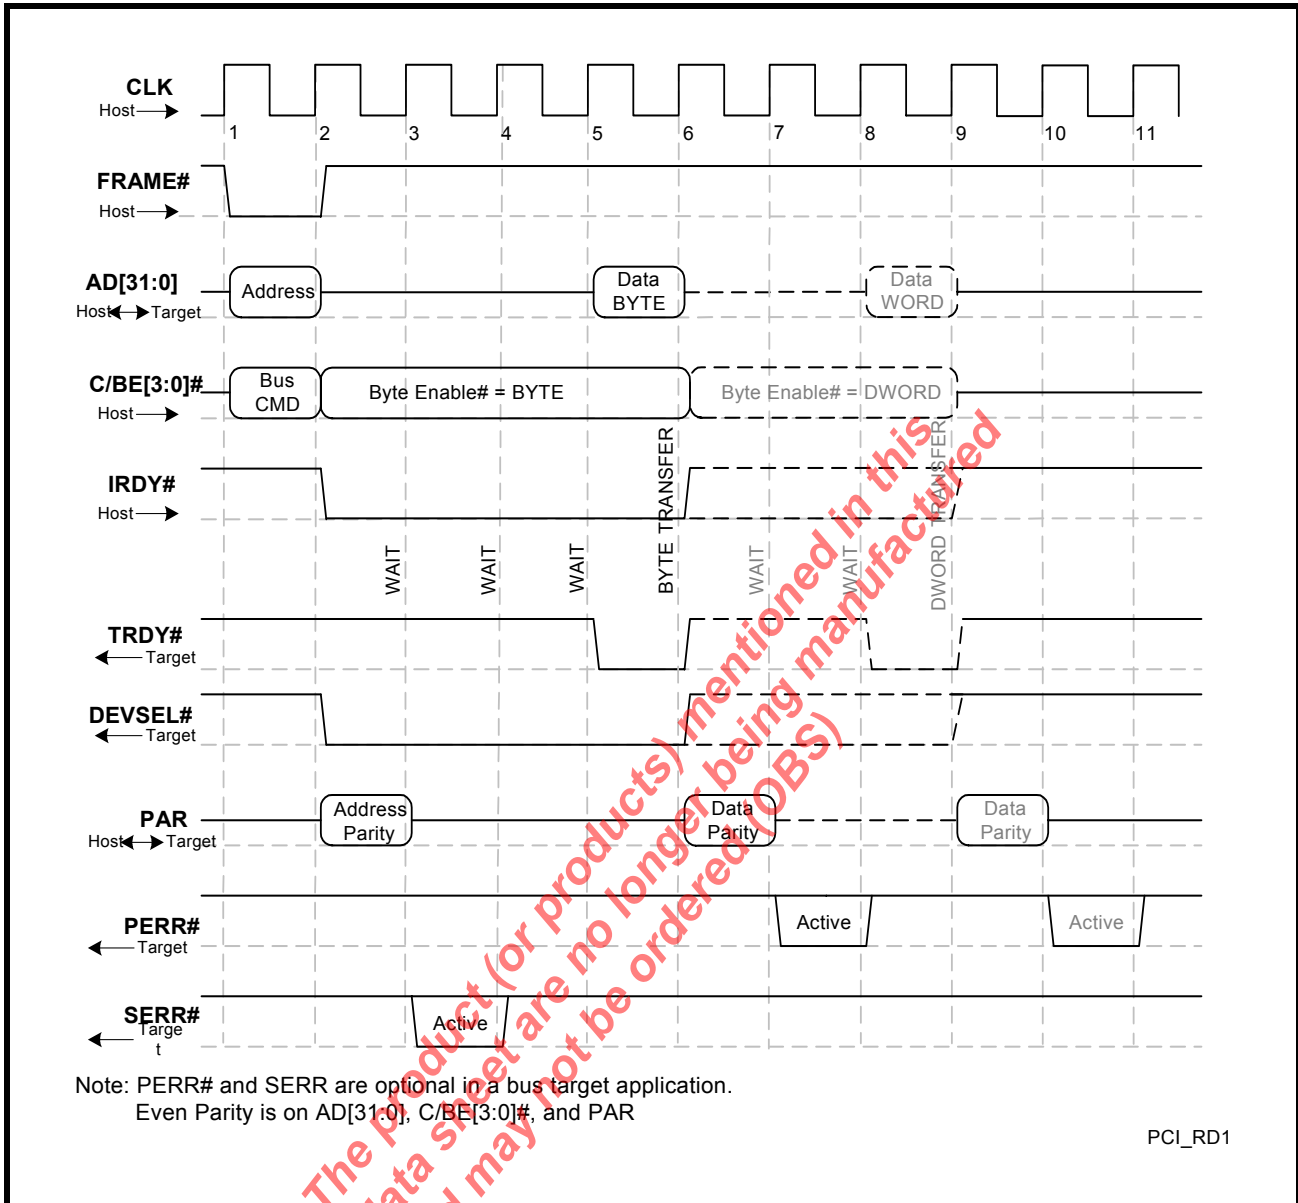 CLK
Host
1 2 3 4 5 6 7 8 9 10 11
FRAME#
Host
AD[31:0]
Host Target
Address
Data
BYTE
Data
WORD
C/BE[3:0]#
Host
Bus
CMD
Byte Enable# = BYTE
Byte Enable# = DWORD
IRDY#
Host
WAIT
WAIT
WAIT
BYTE TRANSFER
WAIT
WAIT
DWORD TRANSFER
TRDY#
Target
DEVSEL#
Target
PAR
Host Target
Address
Parity
Data
Parity
Data
Parity
PERR#
Target
Active
Active
SERR#
Targe
t
Active
Note: PERR# and SERR are optional in a bus target application.
Even Parity is on AD[31:0], C/BE[3:0]#, and PAR
PCI_RD1
The product (or products) mentioned in this
data sheet are no longer being manufactured
d may not be ordered (OBS)